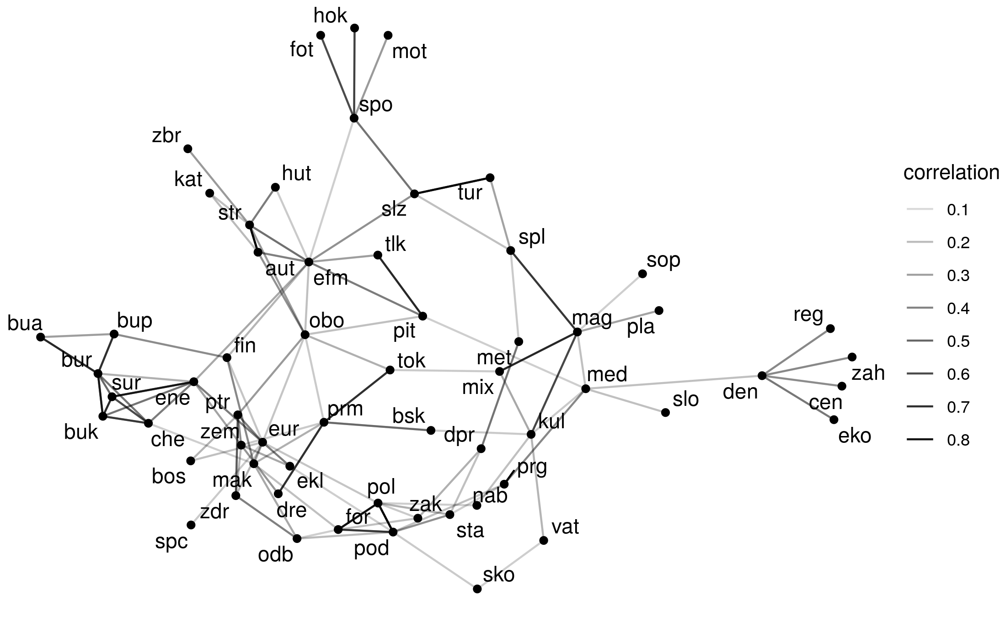 hok
fot
mot
spo
zbr
hut
kat
tur
slz
str
spl
tlk
sop
aut
efm
reg
bua
bup
obo
mag
pla
pit
fin
met
bur
tok
med
zah
sur
mix
den
ene
ptr
slo
cen
prm
bsk
kul
buk
zem
eur
dpr
che
eko
prg
bos
mak
ekl
pol
nab
zak
zdr
dre
for
sta
vat
spc
odb
pod
sko
correlation
0.1
0.2
0.3
0.4
0.5
0.6
0.7
0.8